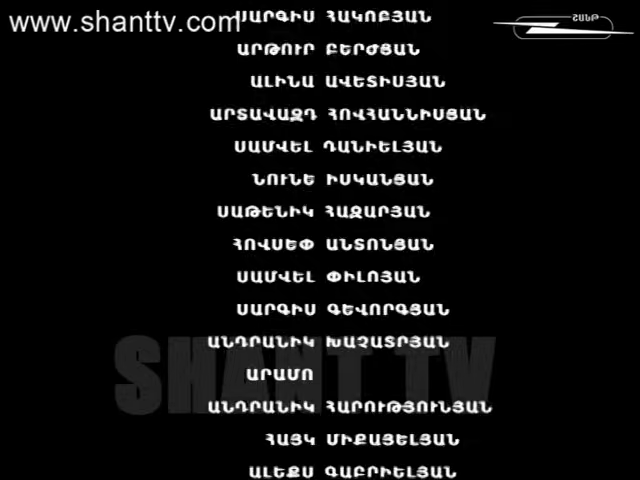 www.shanttv.com
ՇԱՆԹ
ՍԱՐԳԻՍ ՀԱԿՈԲՅԱՆ
ԱՐԹՈՒՐ ԲԵՐԺՅԱՆ
ԱԼԻՆԱ ԱՎԵՏԻՍՅԱՆ
ԱՐՏԱՎԱԶԴ ՀՈՎՀԱՆՆԻՍՅԱՆ
ՍԱՄՎԵԼ ԴԱՆԻԵԼՅԱՆ
ՆՈՒՆԵ ԻՍԿԱՆՅԱՆ
ՍԱԹԵՆԻԿ ՀԱԶԱՐՅԱՆ
ՀՈՎՍԵՓ ԱՆՏՈՆՅԱՆ
ՍԱՄՎԵԼ ՓԻԼՈՅԱՆ
ՍԱՐԳԻՍ ԳԵՎՈՐԳՅԱՆ
ԱՆԴՐԱՆԻԿ ԽԱՉԱՏՐՅԱՆ
SHANT TV
ԱՐԱՄՈ
ԱՆԴՐԱՆԻԿ ՀԱՐՈՒԹՅՈՒՆՅԱՆ
ՀԱՅԿ ՄԻՔԱՅԵԼՅԱՆ
ԱԼԵՔՍ ԳԱԲՐԻԵԼՅԱՆ